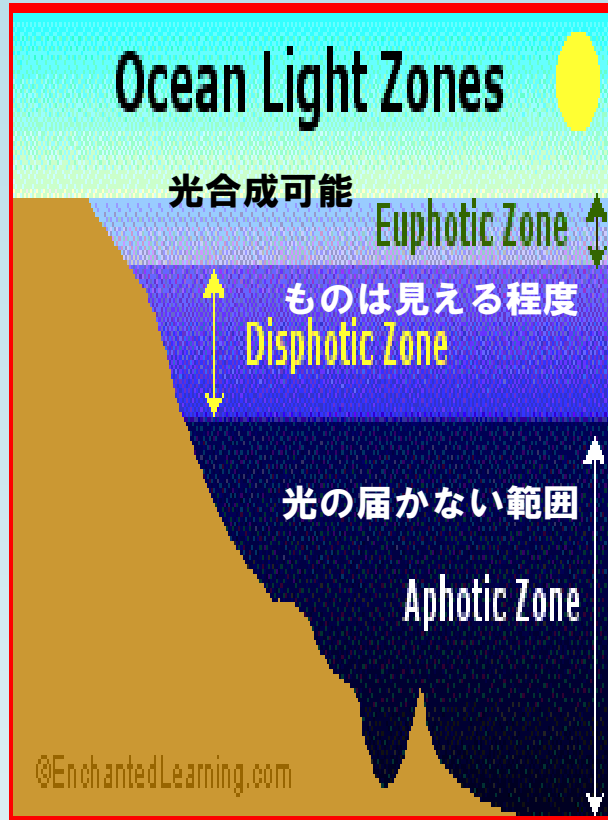 Ocean Light Zones
光合成可能
Euphotic Zone
ものは見える程度
Disphotic Zone
光の届かない範囲
Aphotic Zone
©EnchantedLearning.com